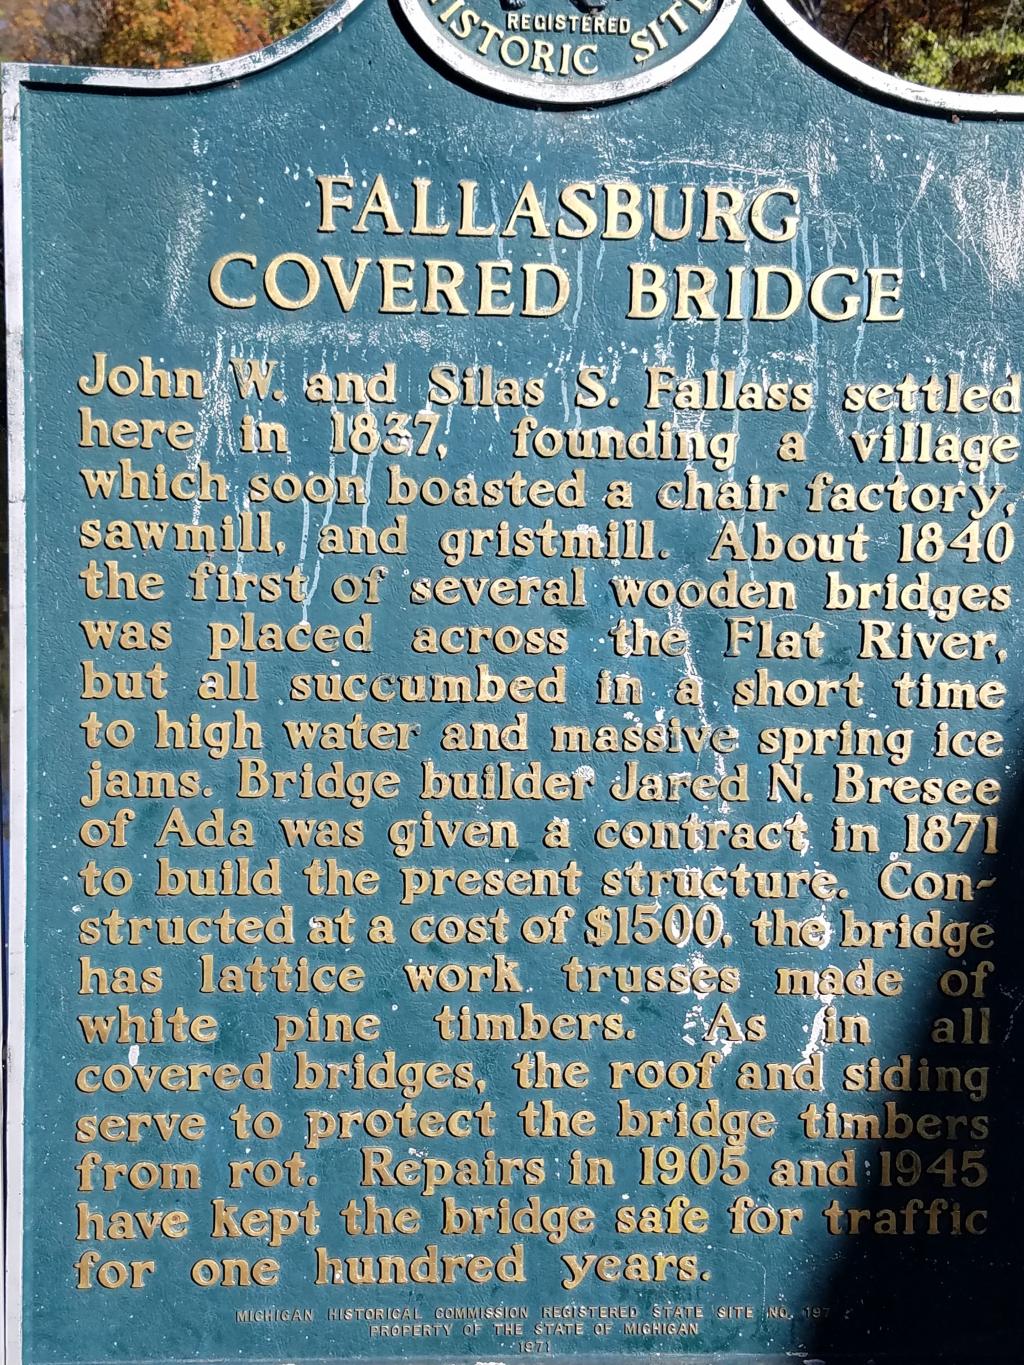 REGISTERED
HISTORIC SITE
FALLASBURG
COVERED BRIDGE
John W. and Silas S. Fallass settled
here in 1837, founding a village
which soon boasted a chair factory,
sawmill, and gristmill. About 1840
the first of several wooden bridges
was placed across the Flat River,
but all succumbed in a short time
to high water and massive spring ice
jams. Bridge builder Jared N. Bresee
of Ada was given a contract in 1871
to build the present structure. Con-
structed at a cost of $1500, the bridge
has lattice work trusses made of
white pine timbers. As in all
covered bridges, the roof and siding
serve to protect the bridge timbers
from rot. Repairs in 1905 and 1945
have kept the bridge safe for traffic
for one hundred years.
MICHIGAN HISTORICAL COMMISSION REGISTERED STATE SITE NO.
PROPERTY OF THE STATE OF MICHIGAN
1971